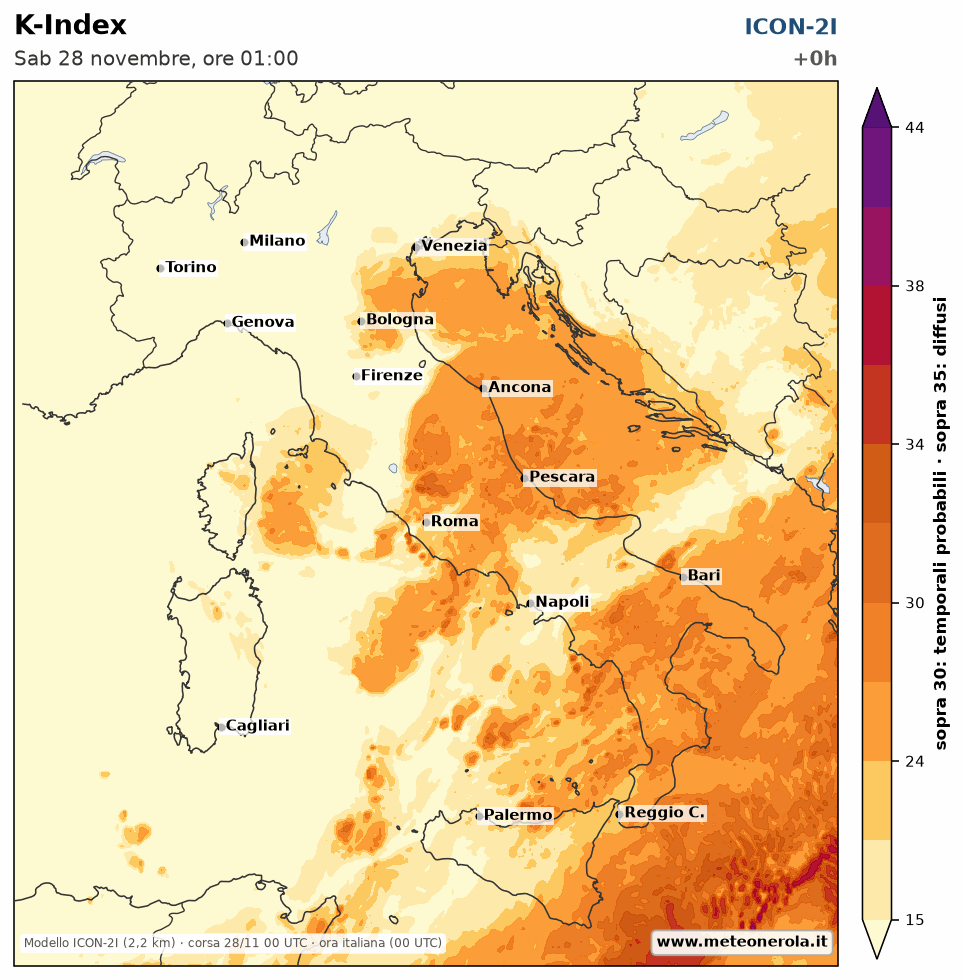 K-Index
ICON-2I
Sab 28 novembre, ore 01:00
+0h
44
Milano
Venezia
Torino
38
Genova
Bologna
Firenze
Ancona
34
Pescara
Roma
Bari
Napoli
30
Cagliari
24
Palermo
Reggio C.
15
sopra 30: temporali probabili · sopra 35: diffusi
Modello ICON-2I (2,2 km) · corsa 28/11 00 UTC · ora italiana (00 UTC)
www.meteonerola.it